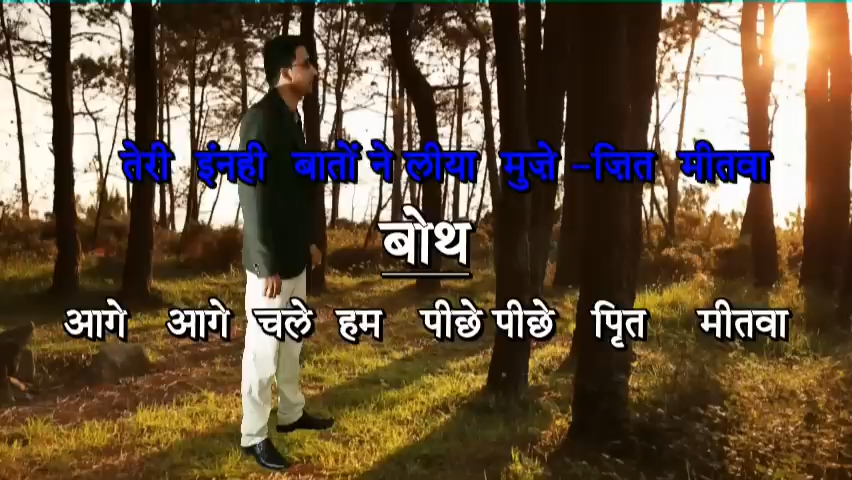 तेरी इंनही बातों ने लीया मुजे -जित मीतवा
बोथ
आगे आगे चले हम पीछे पीछे प्रित मीतवा